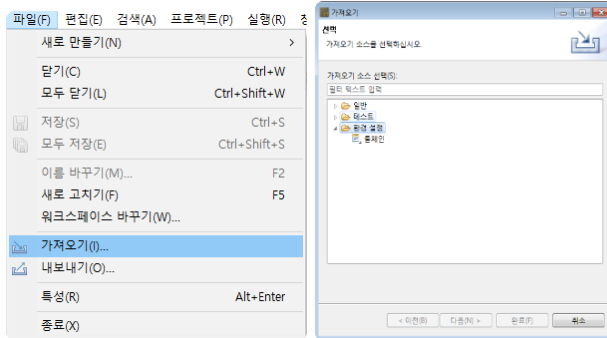 파일(F) 편집(E) 검색(A) 프로젝트(P) 실행(R)
새로 만들기(N) >
닫기(C) Ctrl+W
모두 닫기(L) Ctrl+Shift+W
저장(S) Ctrl+S
모두 저장(E) Ctrl+Shift+S
이름 바꾸기(M)... F2
새로 고치기(F) F5
워크스페이스 바꾸기(W)...
가져오기(I)...
내보내기(O)...
특성(R) Alt+Enter
종료(X)
가져오기
선택
가져오기 소스를 선택하십시오.
가져오기 소스 선택(S):
필터 텍스트 입력
일반
테스트
환경 설정
툴체인
< 이전(B) 다음(N) > 완료(F) 취소